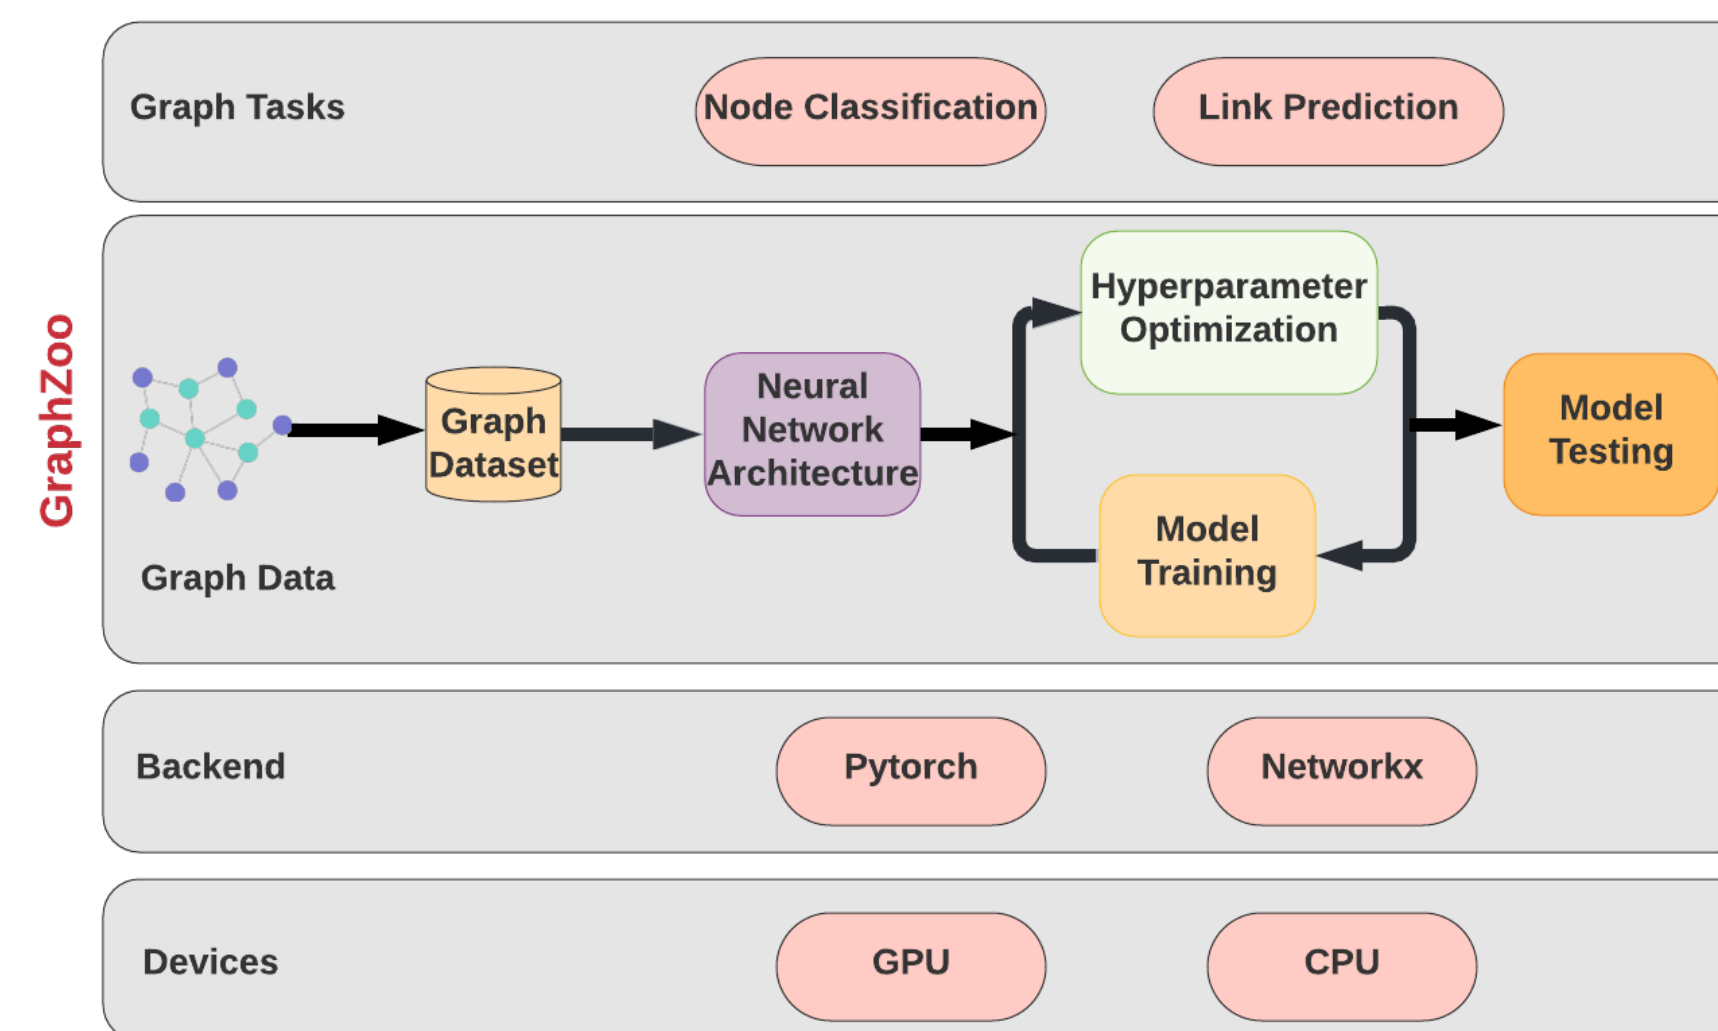 Graph Tasks
Node Classification
Link Prediction
GraphZoo
Graph Data
Graph
Dataset
Neural
Network
Architecture
Hyperparameter
Optimization
Model
Training
Model
Testing
Backend
Pytorch
Networkx
Devices
GPU
CPU